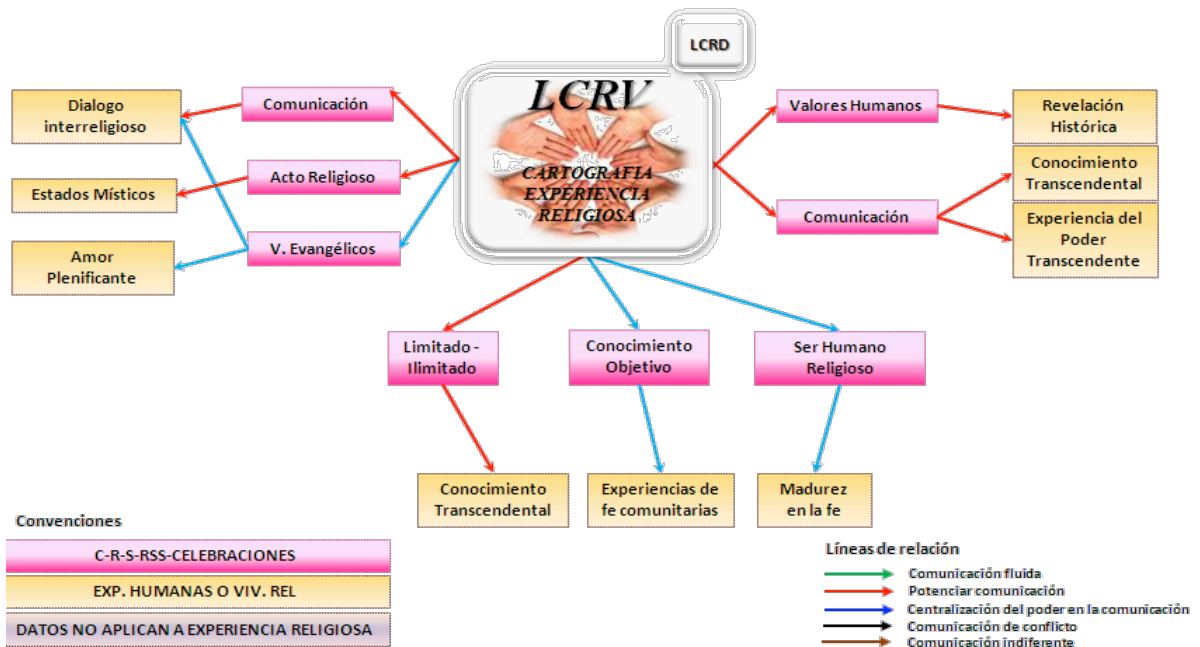 LCRD
LCRV
CARTOGRAFIA
EXPERIENCIA
RELIGIOSA
Comunicación
Acto Religioso
V. Evangélicos
Dialogo
interreligioso
Estados Místicos
Amor
Plenificante
Valores Humanos
Comunicación
Revelación
Histórica
Conocimiento
Transcendental
Experiencia del
Poder
Transcendente
Limitado -
Ilimitado
Conocimiento
Objetivo
Ser Humano
Religioso
Conocimiento
Transcendental
Experiencias de
fe comunitarias
Madurez
en la fe
Convenciones
C-R-S-RSS-CELEBRACIONES
EXP. HUMANAS O VIV. REL
DATOS NO APLICAN A EXPERIENCIA RELIGIOSA
Líneas de relación
Comunicación fluida
Potenciar comunicación
Centralización del poder en la comunicación
Comunicación de conflicto
Comunicación indiferente